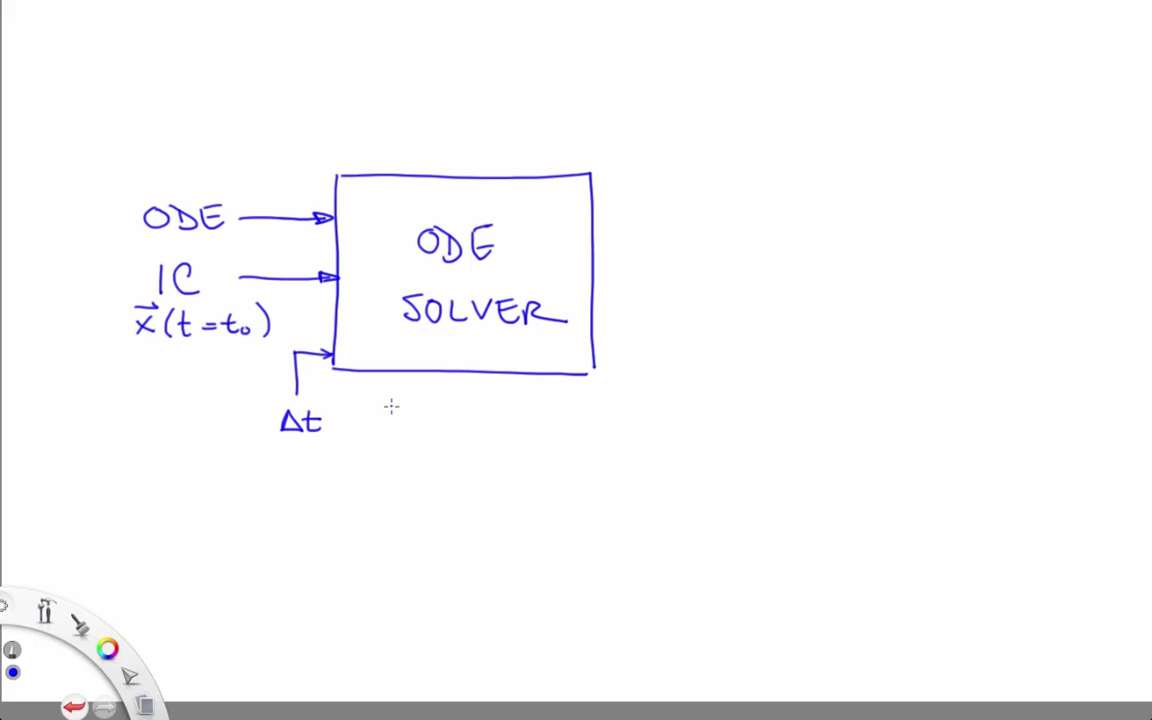 ODE
IC
x⃗(t=t₀)
Δt
ODE
SOLVER